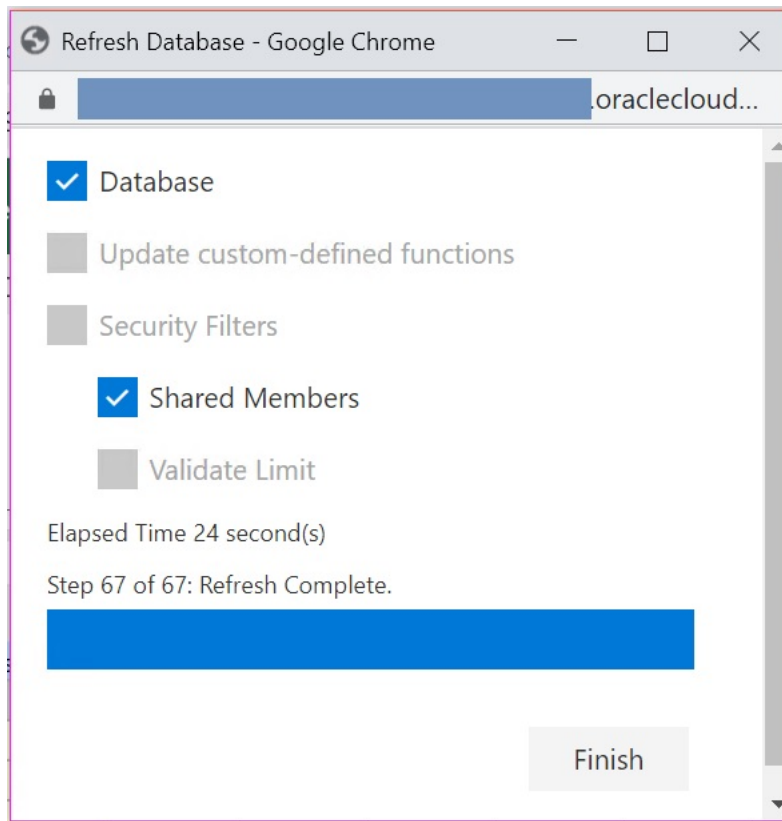 Refresh Database - Google Chrome
.oraclecloud...
Database
Update custom-defined functions
Security Filters
Shared Members
Validate Limit
Elapsed Time 24 second(s)
Step 67 of 67: Refresh Complete.
Finish